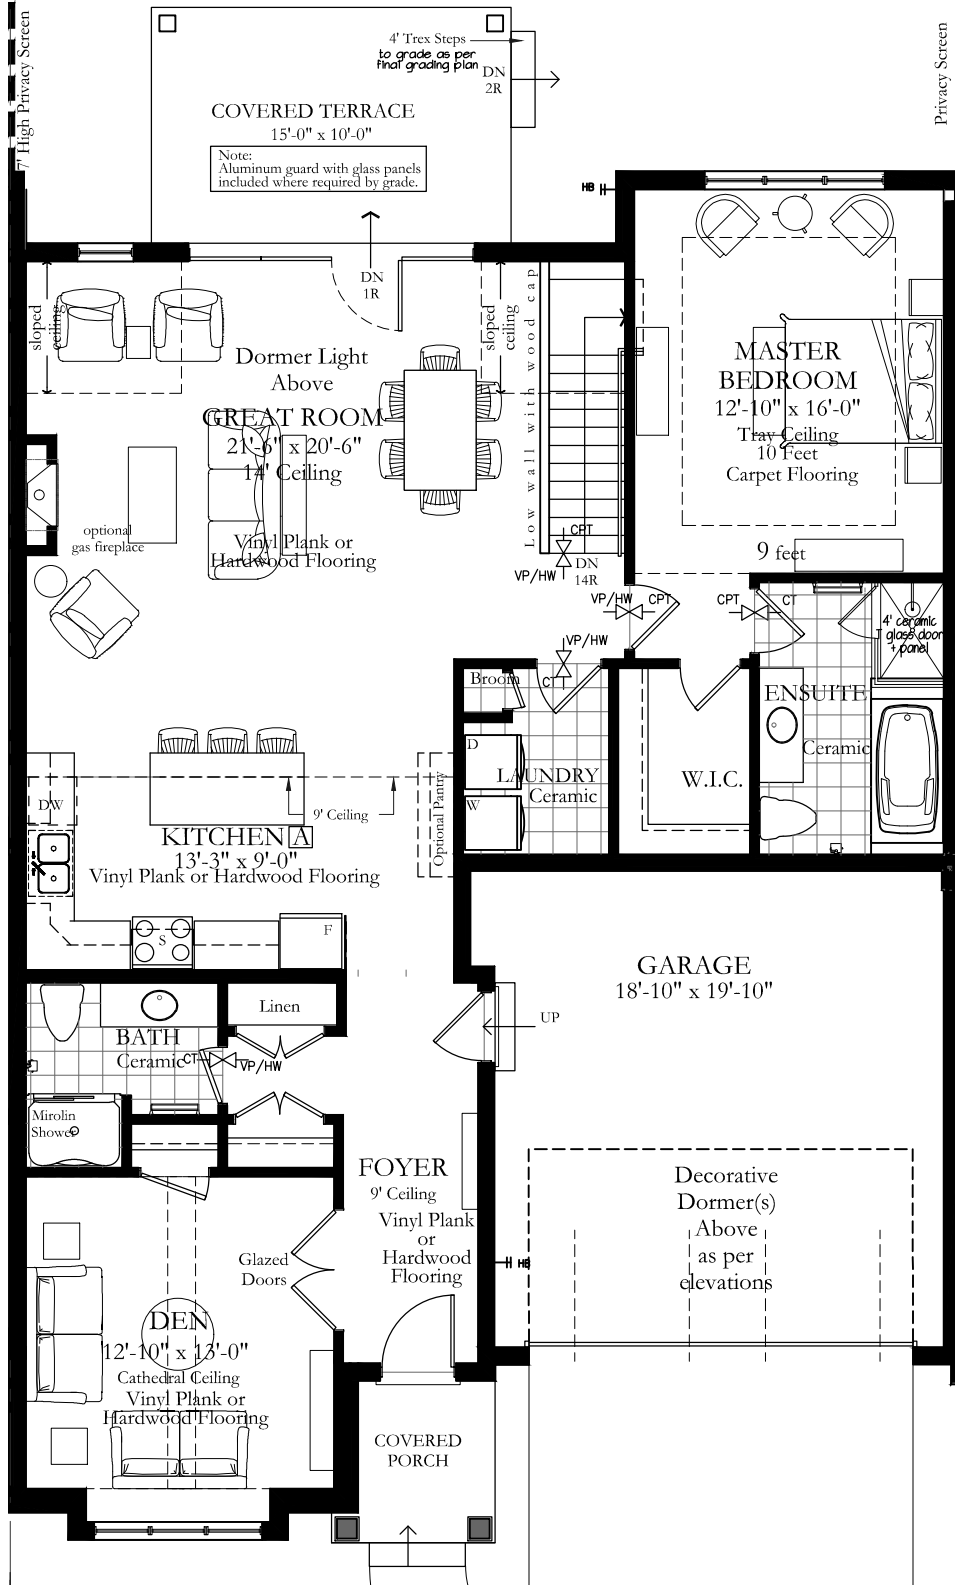 7' High Privacy Screen
Privacy Screen
4' Trex Steps
to grade as per
final grading plan
DN
2R
COVERED TERRACE
15'-0" x 10'-0"
Note:
Aluminum guard with glass panels
included where required by grade.
HB
DN
1R
sloped
ceiling
sloped
ceiling
Low wall with wood cap
Dormer Light
Above
GREAT ROOM
21'-6" x 20'-6"
14' Ceiling
Vinyl Plank or
Hardwood Flooring
optional
gas fireplace
MASTER
BEDROOM
12'-10" x 16'-0"
Tray Ceiling
10 Feet
Carpet Flooring
9 feet
CPT
VP/HW
DN
14R
VP/HW
CPT
CPT
CT
VP/HW
CT
4' ceramic
T glass door
+ panel
Broom
ENSUITE
Ceramic
D
W
LAUNDRY
Ceramic
W.I.C.
Optional Pantry
DW
9' Ceiling
KITCHEN A
13'-3" x 9'-0"
Vinyl Plank or Hardwood Flooring
S
F
GARAGE
18'-10" x 19'-10"
Linen
UP
BATH
Ceramic
CT
VP/HW
Mirolin
Shower
FOYER
9' Ceiling
Vinyl Plank
or
Hardwood
Flooring
Decorative
Dormer(s)
Above
as per
elevations
HB
Glazed
Doors
DEN
12'-10" x 13'-0"
Cathedral Ceiling
Vinyl Plank or
Hardwood Flooring
COVERED
PORCH